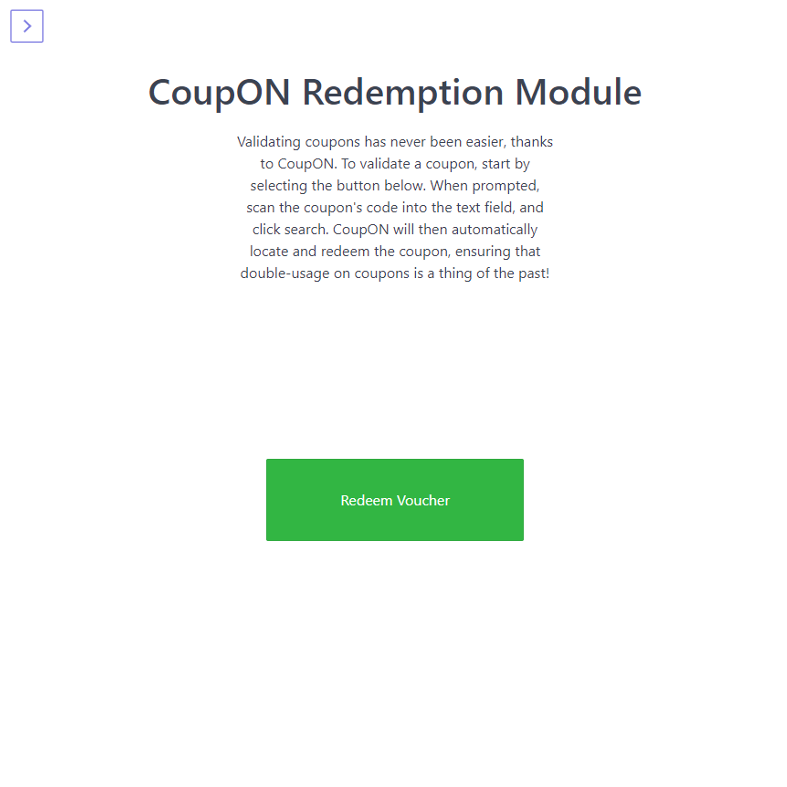 CoupON Redemption Module
Validating coupons has never been easier, thanks
to CoupON. To validate a coupon, start by
selecting the button below. When prompted,
scan the coupon's code into the text field, and
click search. CoupON will then automatically
locate and redeem the coupon, ensuring that
double-usage on coupons is a thing of the past!
Redeem Voucher